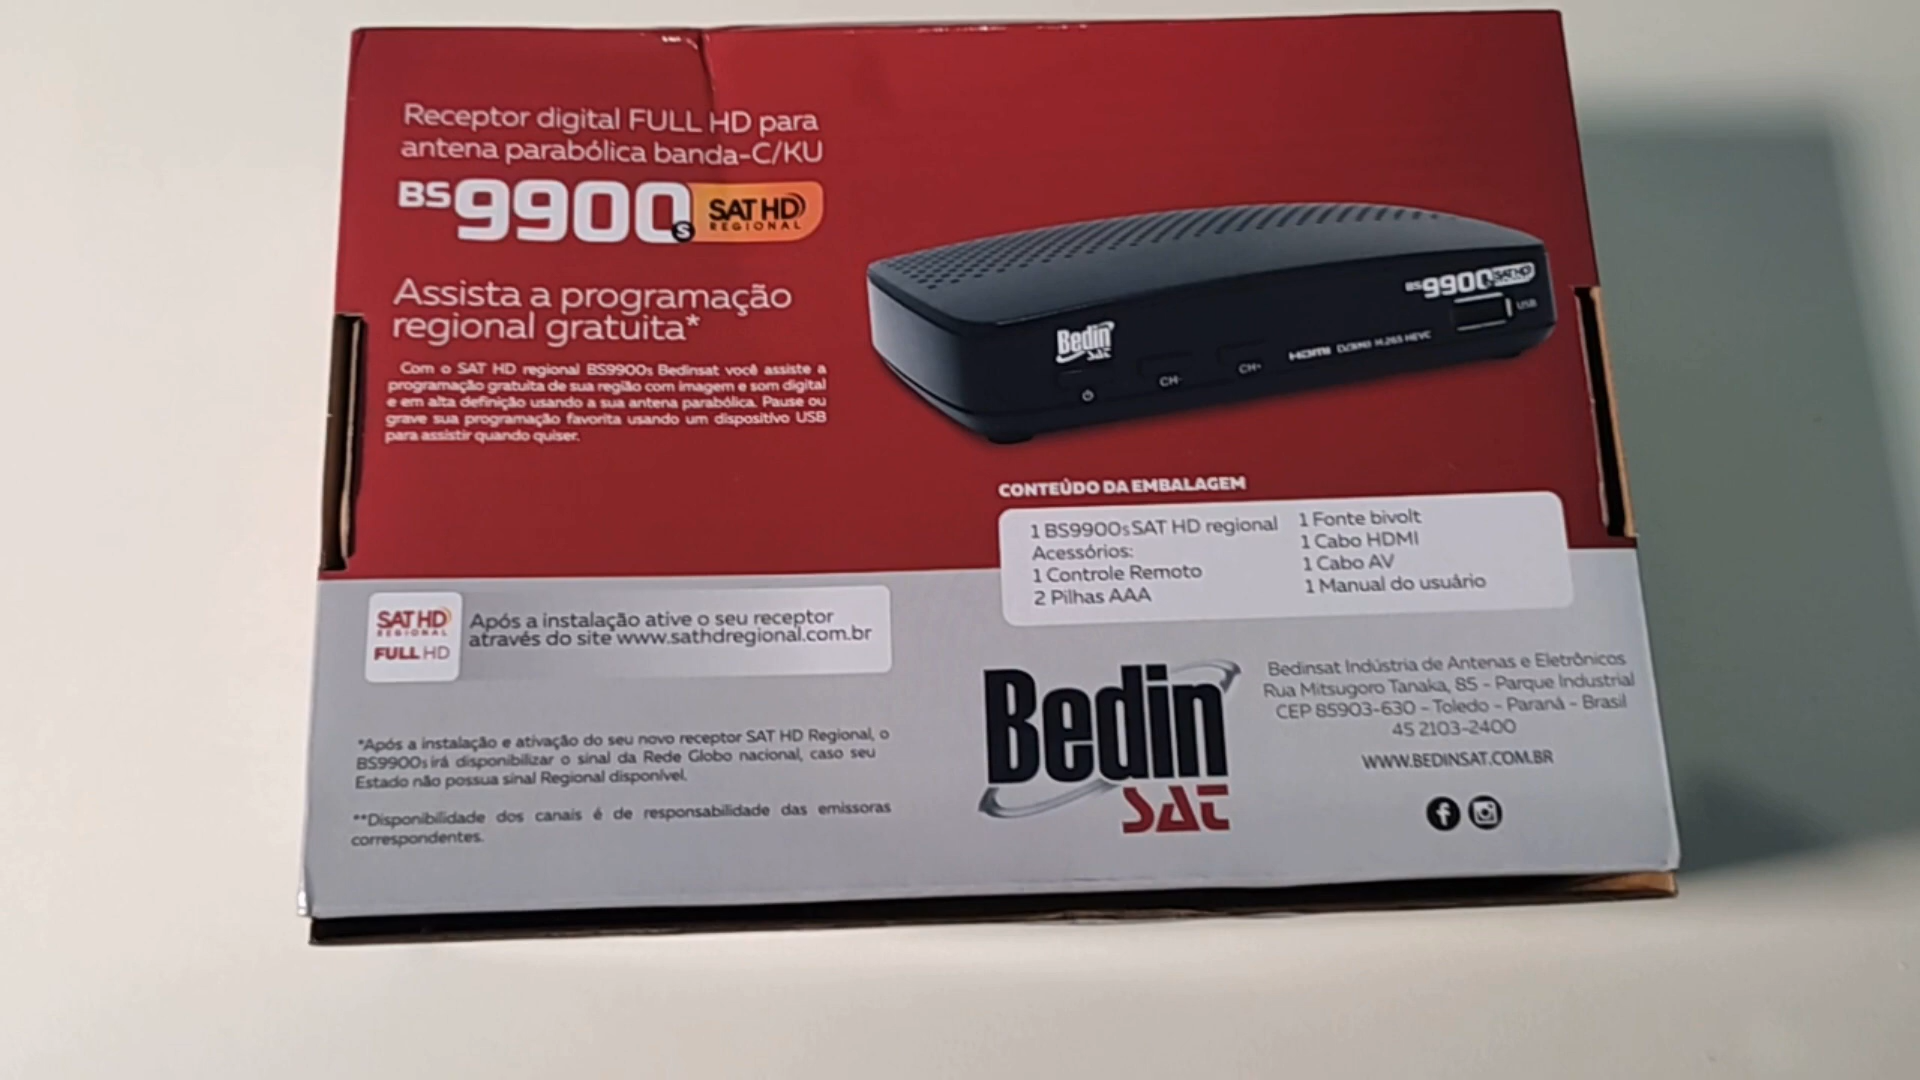 Receptor digital FULL HD para
antena parabólica banda-C/KU
BS9900s SAT HD REGIONAL
Assista a programação
regional gratuita*
Com o SAT HD regional BS9900s Bedinsat você assiste a
programação gratuita de sua região com imagem e som digital
e em alta definição usando a sua antena parabólica. Pause ou
grave sua programação favorita usando um dispositivo USB
para assistir quando quiser.
BS9900s SAT HD
USB
Bedin SAT
CH-
CH+
HDMI DVB-S2 H.265 HEVC
CONTEÚDO DA EMBALAGEM
1 BS9900s SAT HD regional
Acessórios:
1 Controle Remoto
2 Pilhas AAA
1 Fonte bivolt
1 Cabo HDMI
1 Cabo AV
1 Manual do usuário
SAT HD
REGIONAL
FULL HD
Após a instalação ative o seu receptor
através do site www.sathdregional.com.br
*Após a instalação e ativação do seu novo receptor SAT HD Regional, o
BS9900s irá disponibilizar o sinal da Rede Globo nacional, caso seu
Estado não possua sinal Regional disponível.
**Disponibilidade dos canais é de responsabilidade das emissoras
correspondentes.
Bedin
SAT
Bedinsat Indústria de Antenas e Eletrônicos
Rua Mitsugoro Tanaka, 85 - Parque Industrial
CEP 85903-630 - Toledo - Paraná - Brasil
45 2103-2400
WWW.BEDINSAT.COM.BR